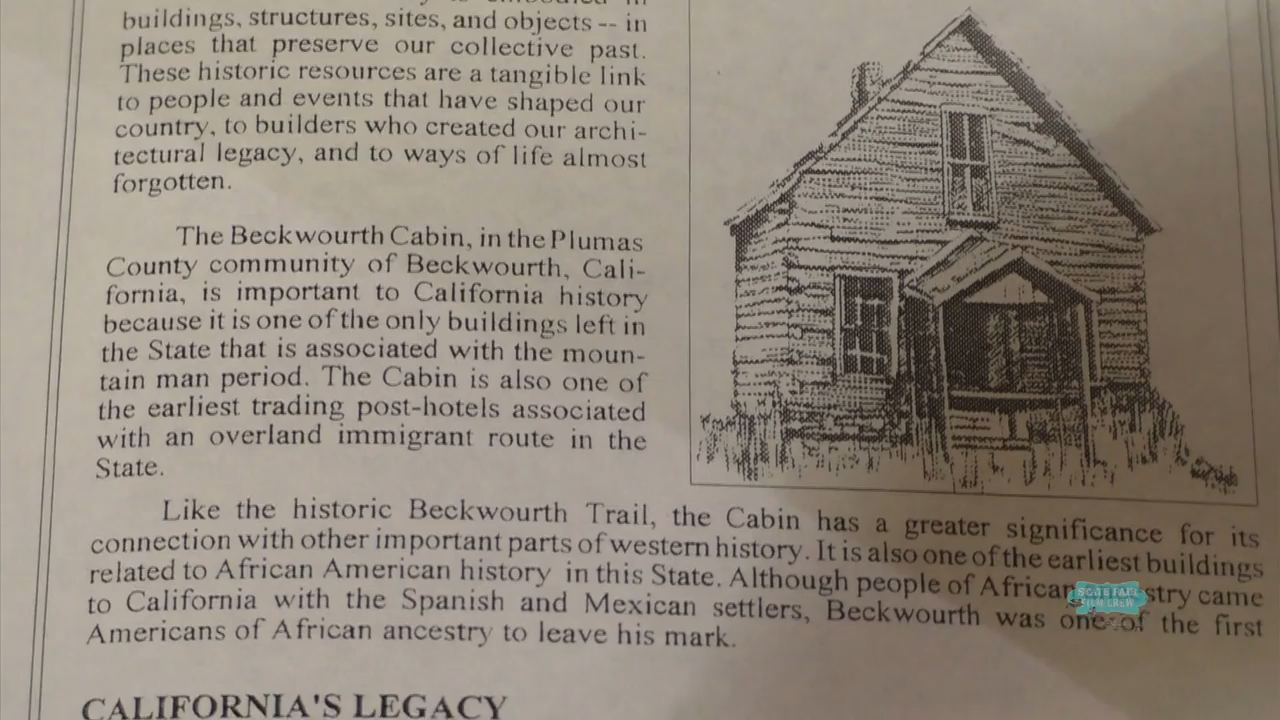 buildings, structures, sites, and objects -- in
places that preserve our collective past.
These historic resources are a tangible link
to people and events that have shaped our
country, to builders who created our archi-
tectural legacy, and to ways of life almost
forgotten.
The Beckwourth Cabin, in the Plumas
County community of Beckwourth, Cali-
fornia, is important to California history
because it is one of the only buildings left in
the State that is associated with the moun-
tain man period. The Cabin is also one of
the earliest trading post-hotels associated
with an overland immigrant route in the
State.
Like the historic Beckwourth Trail, the Cabin has a greater significance for its
connection with other important parts of western history. It is also one of the earliest buildings
related to African American history in this State. Although people of African stry came
to California with the Spanish and Mexican settlers, Beckwourth was one of the first
Americans of African ancestry to leave his mark.
CALIFORNIA'S LEGACY
FILM CREW